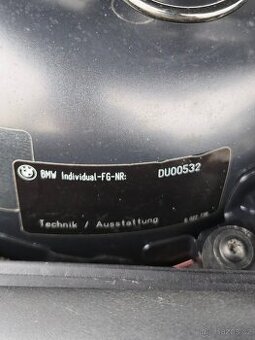 BMW Individual-FG-NR: DU00532
Technik / Ausstattung